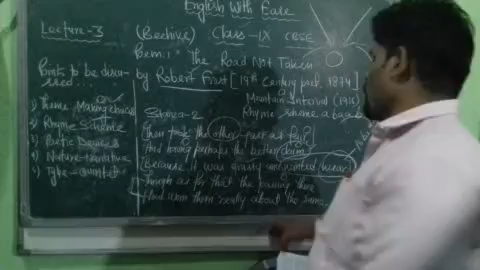 English With Ease
Lecture-3
(Beehive) Class-IX CBSE
Poem: The Road Not Taken
Points to be discussed...
by Robert Frost [19th Century poet, 1874]
Mountain Interval (1916)
Rhyme scheme abaab
1) Theme Making choices
2) Rhyme Scheme
3) Poetic Devices
4) Nature-
5) Type-
Stanza-2
Then took the other just as fair
And having perhaps the better claim
Because it was grassy and wanted wear
Though as for that the passing there
Had worn them really about the same,